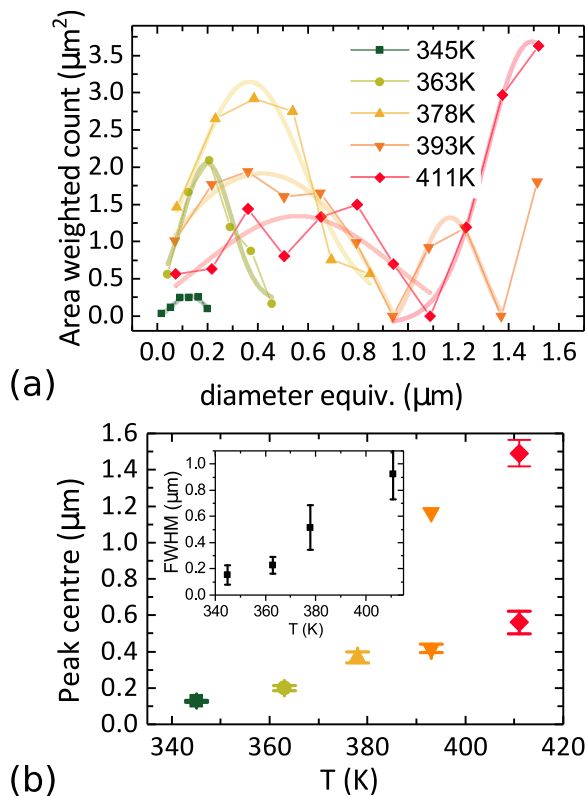 (a)
Area weighted count (μm²)
3.5
3.0
2.5
2.0
1.5
1.0
0.5
0.0
345K
363K
378K
393K
411K
0.0 0.2 0.4 0.6 0.8 1.0 1.2 1.4 1.6
diameter equiv. (μm)
(b)
Peak centre (μm)
1.6
1.4
1.2
1.0
0.8
0.6
0.4
0.2
0.0
FWHM (μm)
1.0
0.8
0.6
0.4
0.2
0.0
340 360 380 400
T (K)
340 360 380 400 420
T (K)